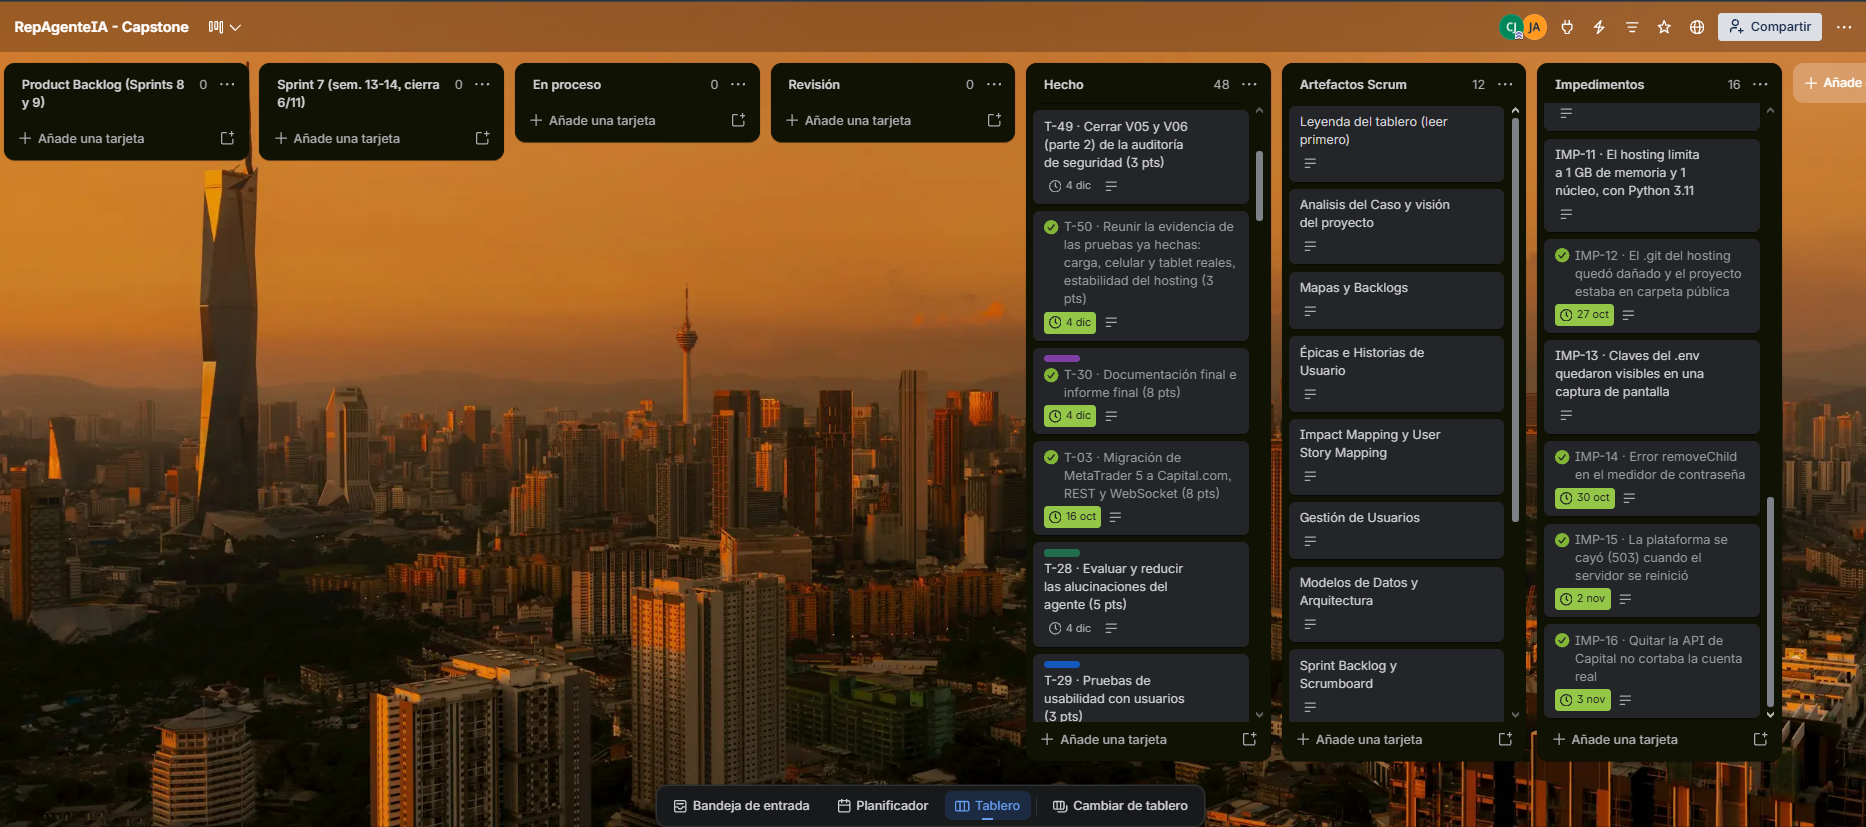 RepAgenteIA - Capstone
CJ
JA
Compartir
Product Backlog (Sprints 8
y 9)
0
Añade una tarjeta
Sprint 7 (sem. 13-14, cierra
6/11)
0
Añade una tarjeta
En proceso
0
Añade una tarjeta
Revisión
0
Añade una tarjeta
Hecho
48
T-49 · Cerrar V05 y V06
(parte 2) de la auditoría
de seguridad (3 pts)
4 dic
T-50 · Reunir la evidencia de
las pruebas ya hechas:
carga, celular y tablet reales,
estabilidad del hosting (3
pts)
4 dic
T-30 · Documentación final e
informe final (8 pts)
4 dic
T-03 · Migración de
MetaTrader 5 a Capital.com,
REST y WebSocket (8 pts)
16 oct
T-28 · Evaluar y reducir
las alucinaciones del
agente (5 pts)
4 dic
T-29 · Pruebas de
usabilidad con usuarios
(3 pts)
Añade una tarjeta
Artefactos Scrum
12
Leyenda del tablero (leer
primero)
Analisis del Caso y visión
del proyecto
Mapas y Backlogs
Épicas e Historias de
Usuario
Impact Mapping y User
Story Mapping
Gestión de Usuarios
Modelos de Datos y
Arquitectura
Sprint Backlog y
Scrumboard
Añade una tarjeta
Impedimentos
16
IMP-11 · El hosting limita
a 1 GB de memoria y 1
núcleo, con Python 3.11
IMP-12 · El .git del hosting
quedó dañado y el proyecto
estaba en carpeta pública
27 oct
IMP-13 · Claves del .env
quedaron visibles en una
captura de pantalla
IMP-14 · Error removeChild
en el medidor de contraseña
30 oct
IMP-15 · La plataforma se
cayó (503) cuando el
servidor se reinició
2 nov
IMP-16 · Quitar la API de
Capital no cortaba la cuenta
real
3 nov
Añade una tarjeta
Añade
Bandeja de entrada
Planificador
Tablero
Cambiar de tablero